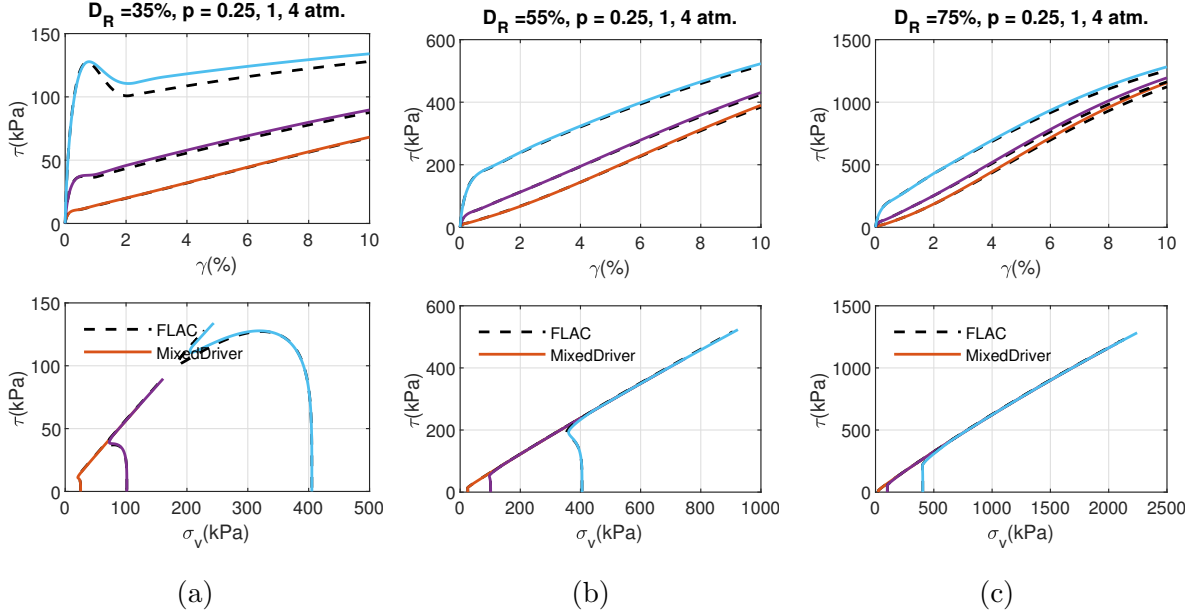 D_R =35%, p = 0.25, 1, 4 atm.
150
100
50
0
τ(kPa)
0 2 4 6 8 10
γ(%)
D_R =55%, p = 0.25, 1, 4 atm.
600
400
200
0
τ(kPa)
0 2 4 6 8 10
γ(%)
D_R =75%, p = 0.25, 1, 4 atm.
1500
1000
500
0
τ(kPa)
0 2 4 6 8 10
γ(%)
150
100
50
0
τ(kPa)
FLAC
MixedDriver
0 100 200 300 400 500
σ_v(kPa)
600
400
200
0
τ(kPa)
FLAC
MixedDriver
0 200 400 600 800 1000
σ_v(kPa)
1500
1000
500
0
τ(kPa)
FLAC
MixedDriver
0 500 1000 1500 2000 2500
σ_v(kPa)
(a)
(b)
(c)